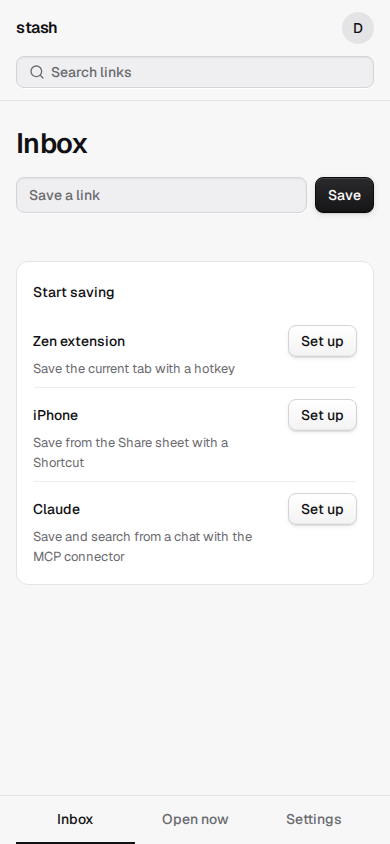 stash
D
Search links
Inbox
Save a link
Save
Start saving
Zen extension
Set up
Save the current tab with a hotkey
iPhone
Set up
Save from the Share sheet with a
Shortcut
Claude
Set up
Save and search from a chat with the
MCP connector
Inbox
Open now
Settings